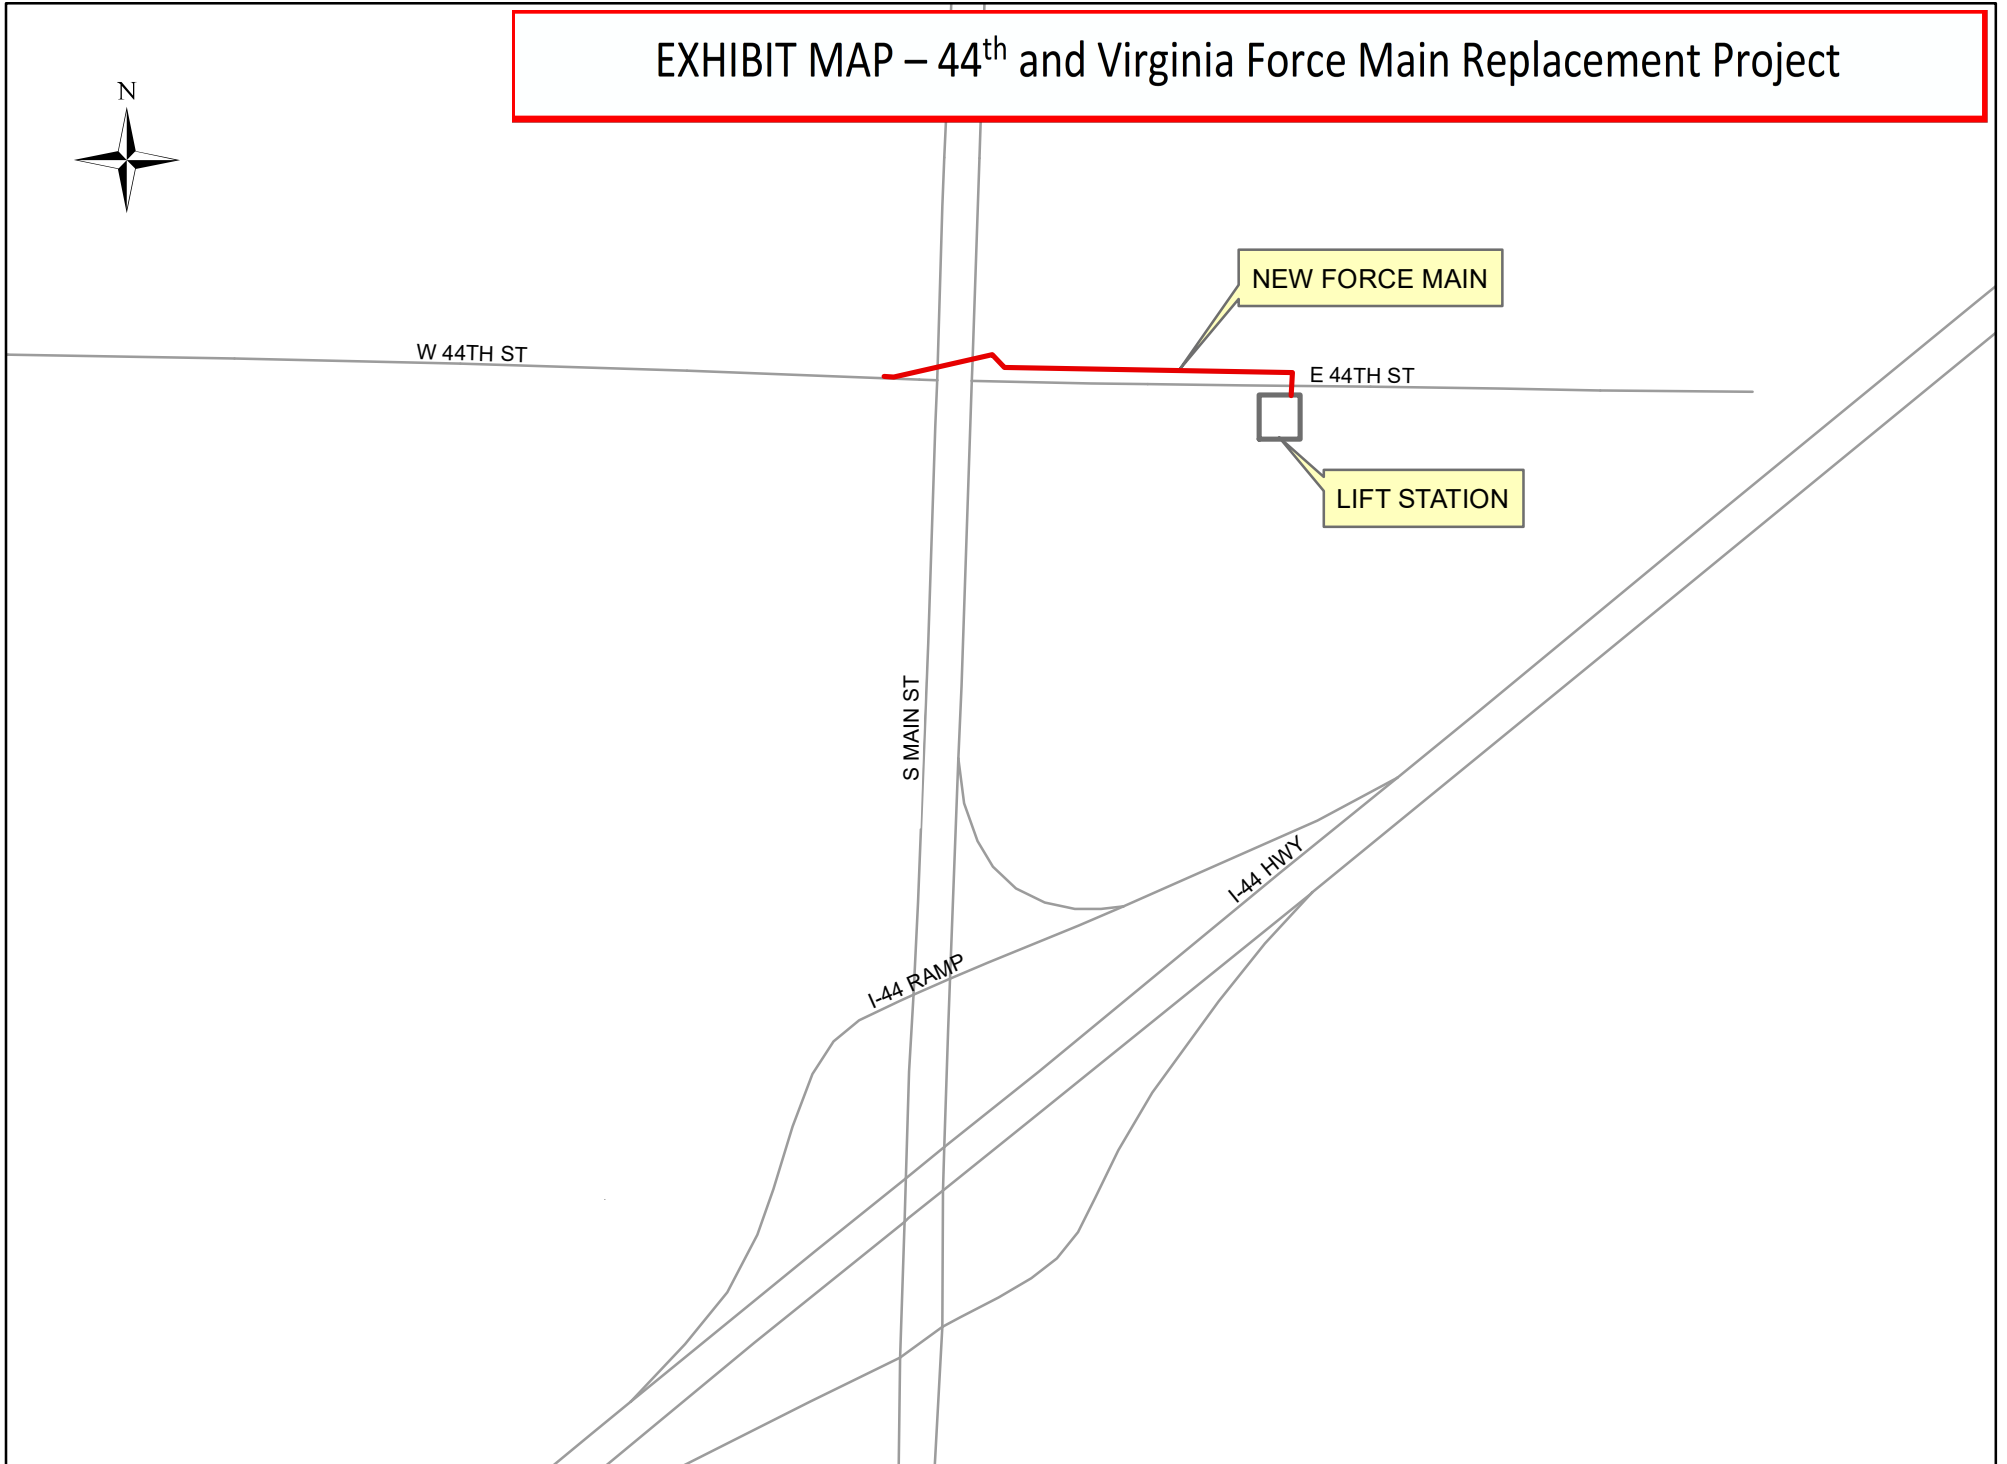 EXHIBIT MAP – 44th and Virginia Force Main Replacement Project
N
NEW FORCE MAIN
W 44TH ST
E 44TH ST
LIFT STATION
S MAIN ST
I-44 HWY
I-44 RAMP